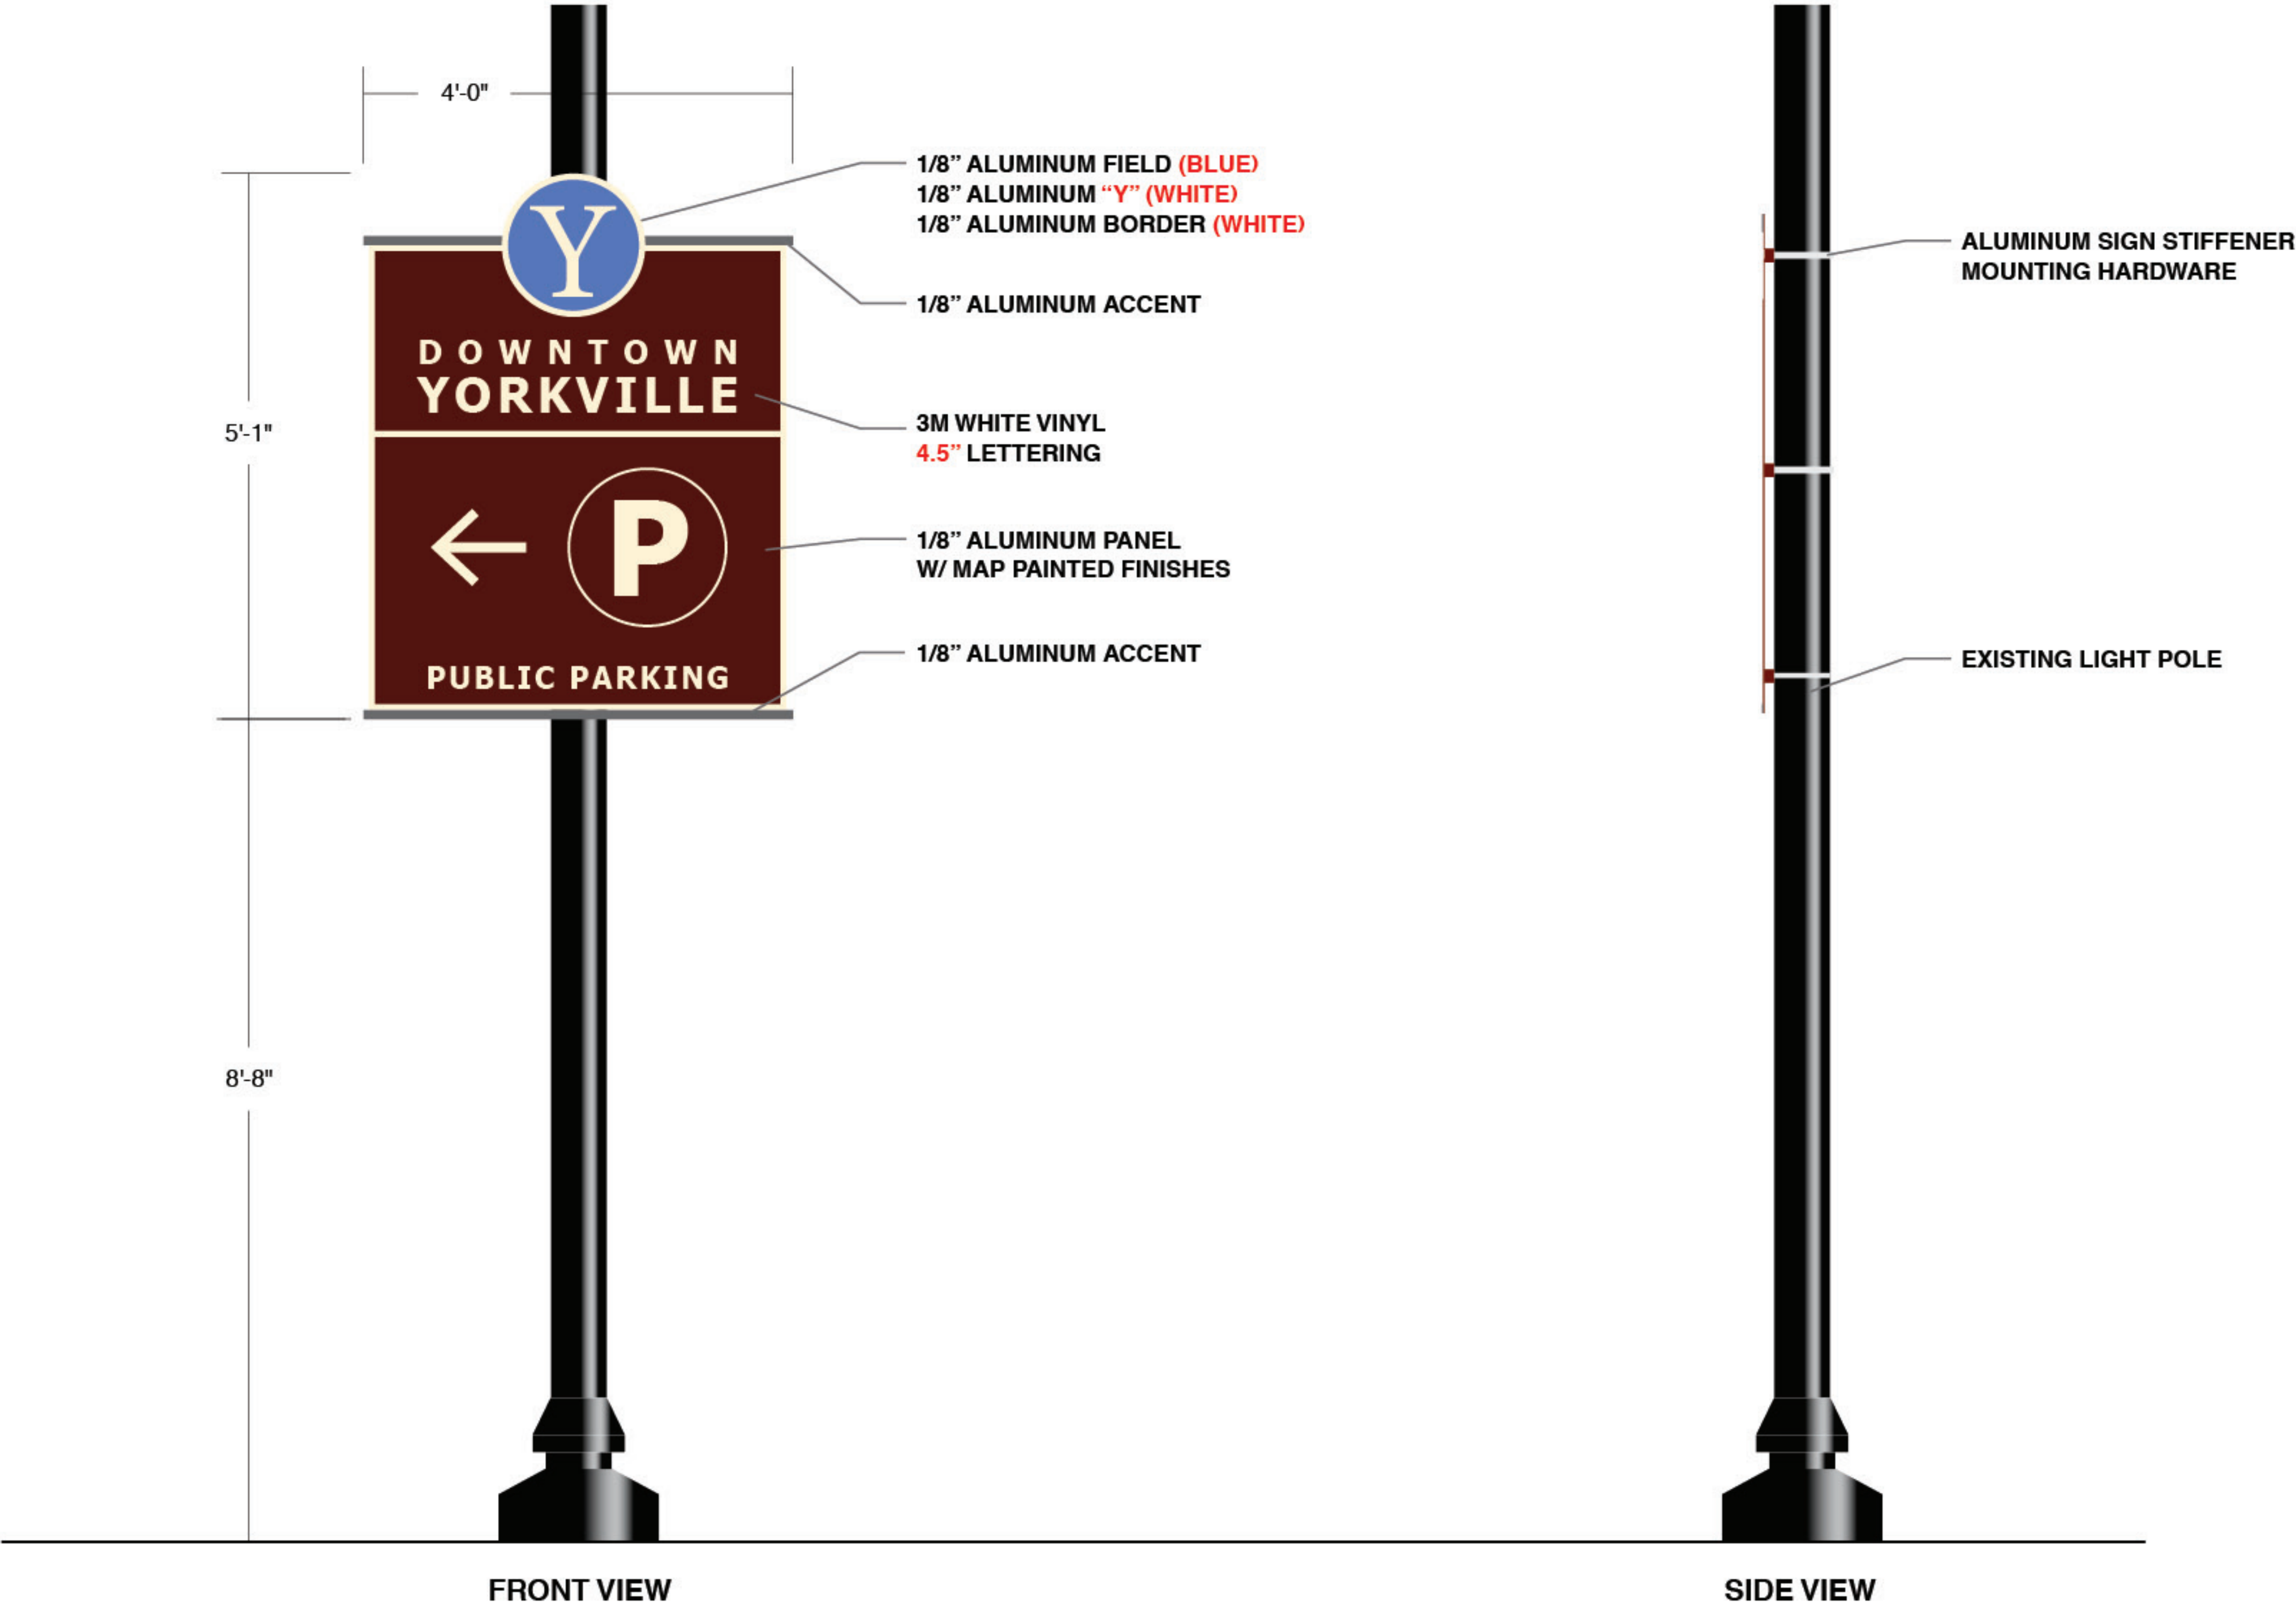 4'-0"
1/8” ALUMINUM FIELD (BLUE)
1/8” ALUMINUM “Y” (WHITE)
1/8” ALUMINUM BORDER (WHITE)
Y
ALUMINUM SIGN STIFFENER
MOUNTING HARDWARE
1/8” ALUMINUM ACCENT
DOWNTOWN
YORKVILLE
3M WHITE VINYL
4.5” LETTERING
5'-1"
P
1/8” ALUMINUM PANEL
W/ MAP PAINTED FINISHES
PUBLIC PARKING
1/8” ALUMINUM ACCENT
EXISTING LIGHT POLE
8'-8"
FRONT VIEW
SIDE VIEW